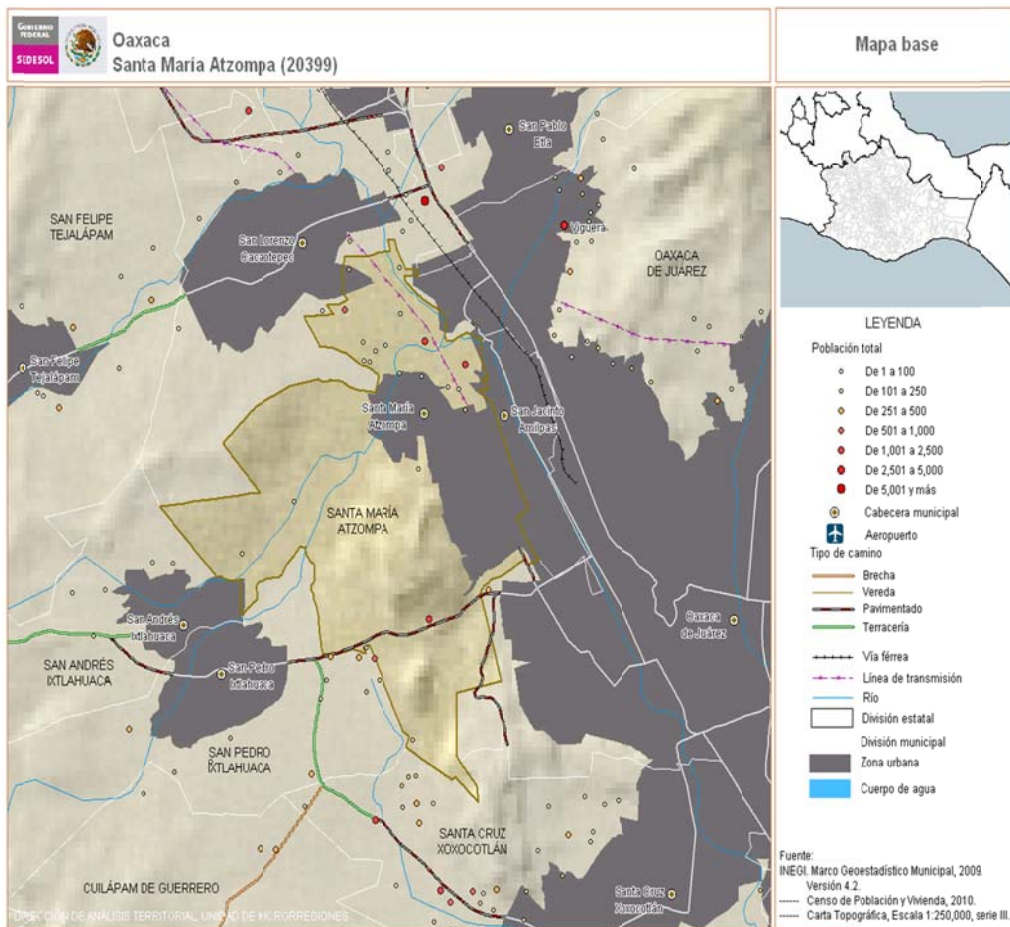 GOBIERNO
FEDERAL
SEDESOL
Oaxaca
Santa María Atzompa (20399)
Mapa base
San Pablo
Etla
SAN FELIPE
TEJALÁPAM
San Lorenzo
Cacaotepec
Viguera
OAXACA
DE JUÁREZ
San Felipe
Tejalápam
Santa María
Atzompa
San Jacinto
Amilpas
SANTA MARÍA
ATZOMPA
San Andrés
Ixtlahuaca
Oaxaca
de Juárez
SAN ANDRÉS
IXTLAHUACA
San Pedro
Ixtlahuaca
SAN PEDRO
IXTLAHUACA
SANTA CRUZ
XOXOCOTLÁN
CUILÁPAM DE GUERRERO
Santa Cruz
Xoxocotlán
DIRECCIÓN DE ANÁLISIS TERRITORIAL, UNIDAD DE MICRORREGIONES
LEYENDA
Población total
De 1 a 100
De 101 a 250
De 251 a 500
De 501 a 1,000
De 1,001 a 2,500
De 2,501 a 5,000
De 5,001 y más
Cabecera municipal
Aeropuerto
Tipo de camino
Brecha
Vereda
Pavimentado
Terracería
Vía férrea
Línea de transmisión
Río
División estatal
División municipal
Zona urbana
Cuerpo de agua
Fuente:
INEGI. Marco Geoestadístico Municipal, 2009.
Versión 4.2.
Censo de Población y Vivienda, 2010.
Carta Topográfica, Escala 1:250,000, serie III.